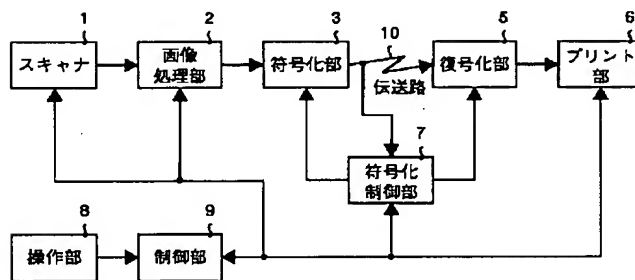 1
スキャナ
2
画像
処理部
3
符号化部
10
伝送路
5
復号化部
6
プリント
部
7
符号化
制御部
8
操作部
9
制御部